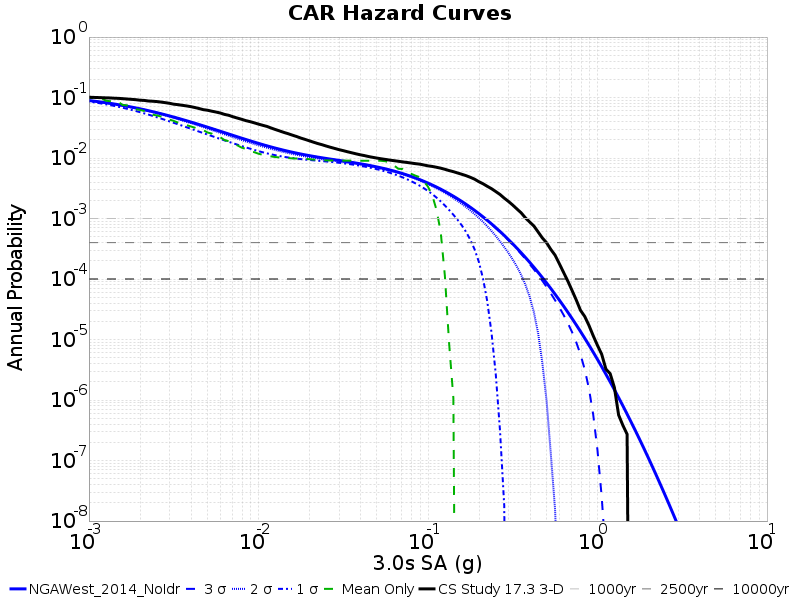 CAR Hazard Curves
10^0
10^-1
10^-2
10^-3
10^-4
10^-5
10^-6
10^-7
10^-8
Annual Probability
10^-3 10^-2 10^-1 10^0 10^1
3.0s SA (g)
NGAWest_2014_NoIdr 3 σ 2 σ 1 σ Mean Only CS Study 17.3 3-D 1000yr 2500yr 10000yr